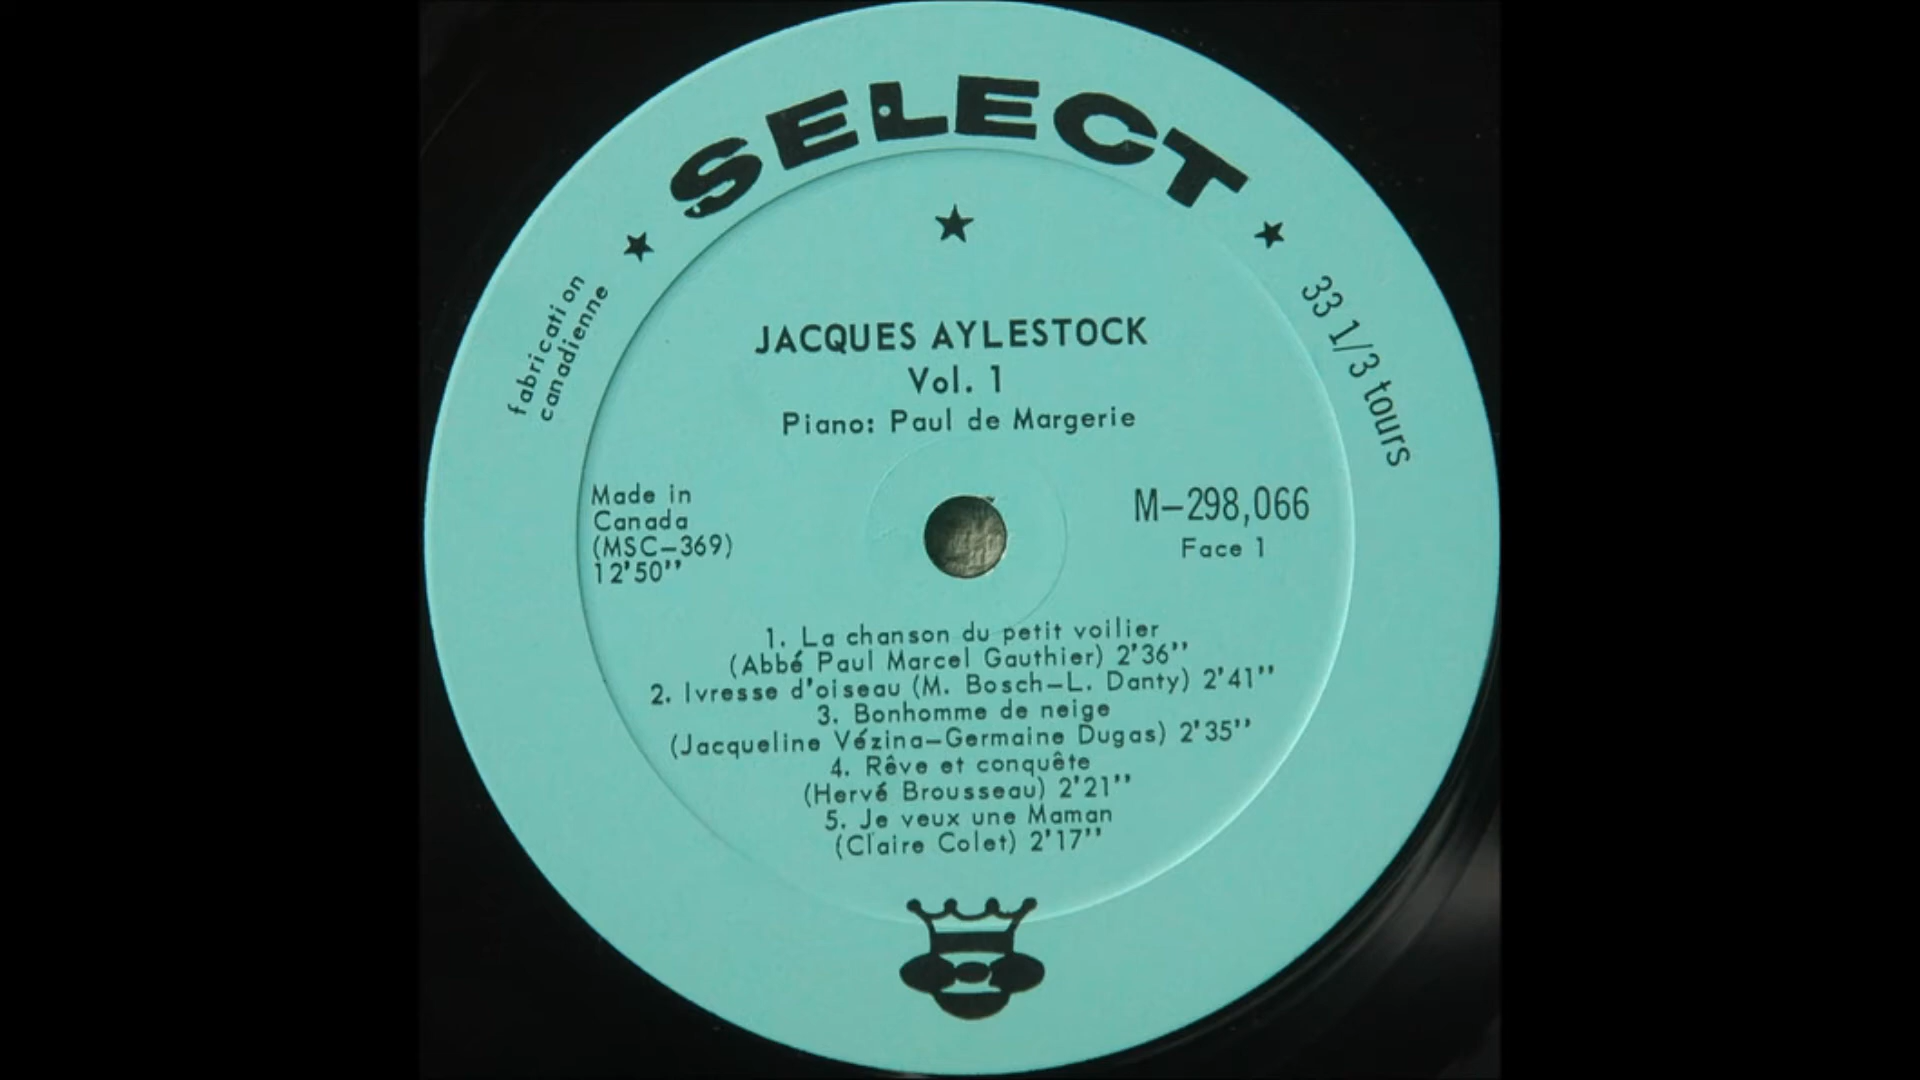 SELECT
fabrication
canadienne
33 1/3 tours
JACQUES AYLESTOCK
Vol. 1
Piano: Paul de Margerie
Made in
Canada
(MSC-369)
12'50''
M-298,066
Face 1
1. La chanson du petit voilier
(Abbé Paul Marcel Gauthier) 2'36''
2. Ivresse d'oiseau (M. Bosch-L. Danty) 2'41''
3. Bonhomme de neige
(Jacqueline Vézina-Germaine Dugas) 2'35''
4. Rêve et conquête
(Hervé Brousseau) 2'21''
5. Je veux une Maman
(Claire Colet) 2'17''